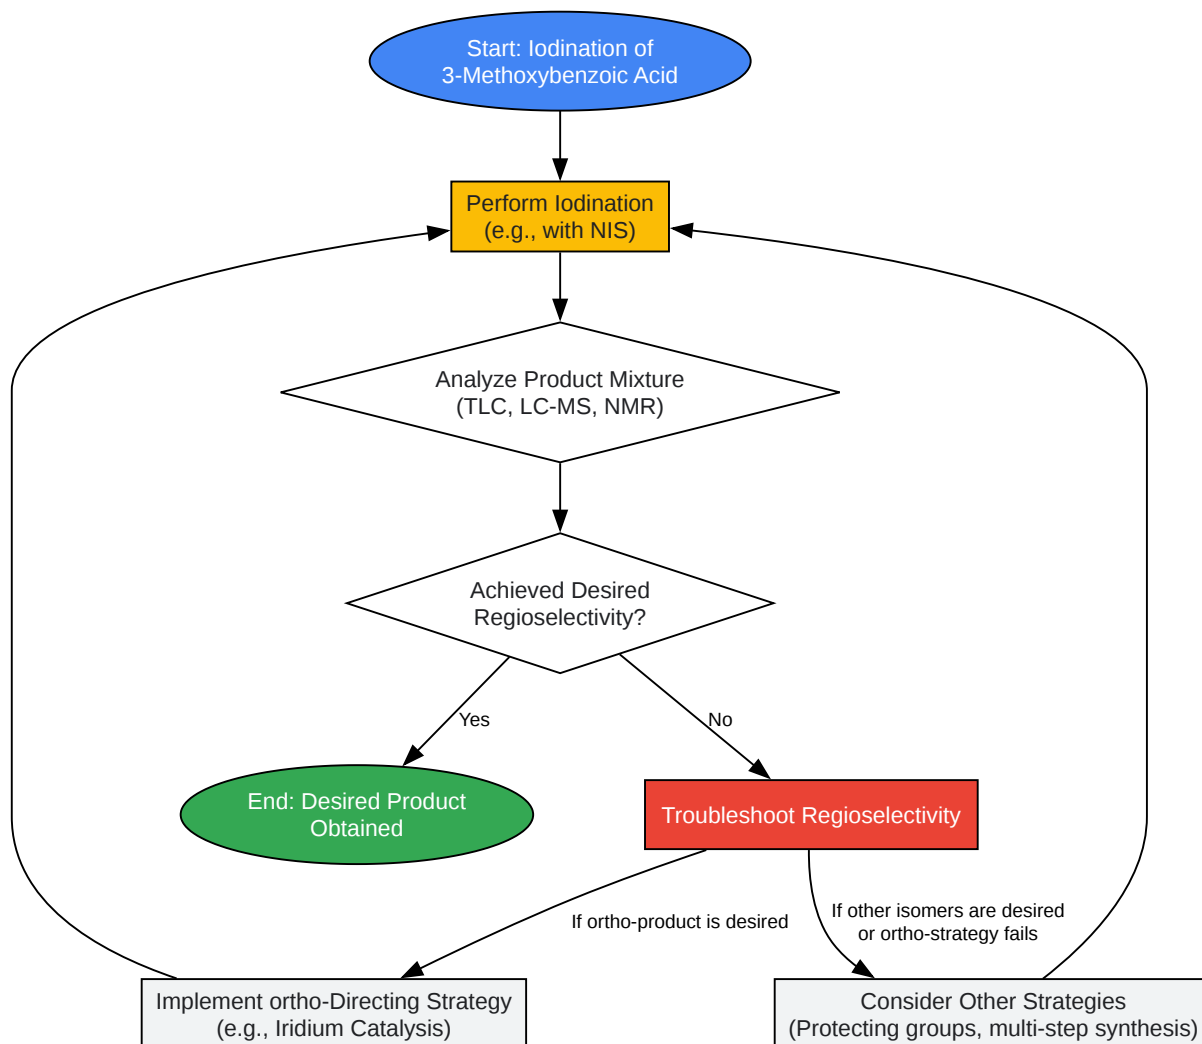 Start: Iodination of
3-Methoxybenzoic Acid
Perform Iodination
(e.g., with NIS)
Analyze Product Mixture
(TLC, LC-MS, NMR)
Achieved Desired
Regioselectivity?
Yes
No
End: Desired Product
Obtained
Troubleshoot Regioselectivity
If ortho-product is desired
If other isomers are desired
or ortho-strategy fails
Implement ortho-Directing Strategy
(e.g., Iridium Catalysis)
Consider Other Strategies
(Protecting groups, multi-step synthesis)